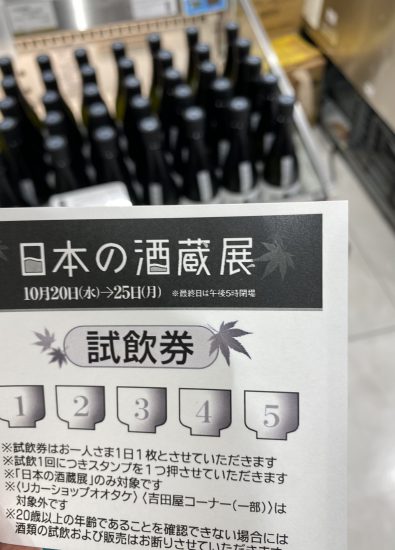 日本の酒蔵展
10月20日(水)→25日(月) ※最終日は午後5時閉場
試飲券
1 2 3 4 5
※試飲券はお一人さま1日1枚とさせていただきます
※試飲1回につきスタンプを1つ押させていただきます
※「日本の酒蔵展」のみ対象です
※〈リカーショップオオタケ〉〈吉田屋コーナー(一部)〉は
対象外です
※20歳以上の年齢であることを確認できない場合には
酒類の試飲および販売はお断りさせていただ